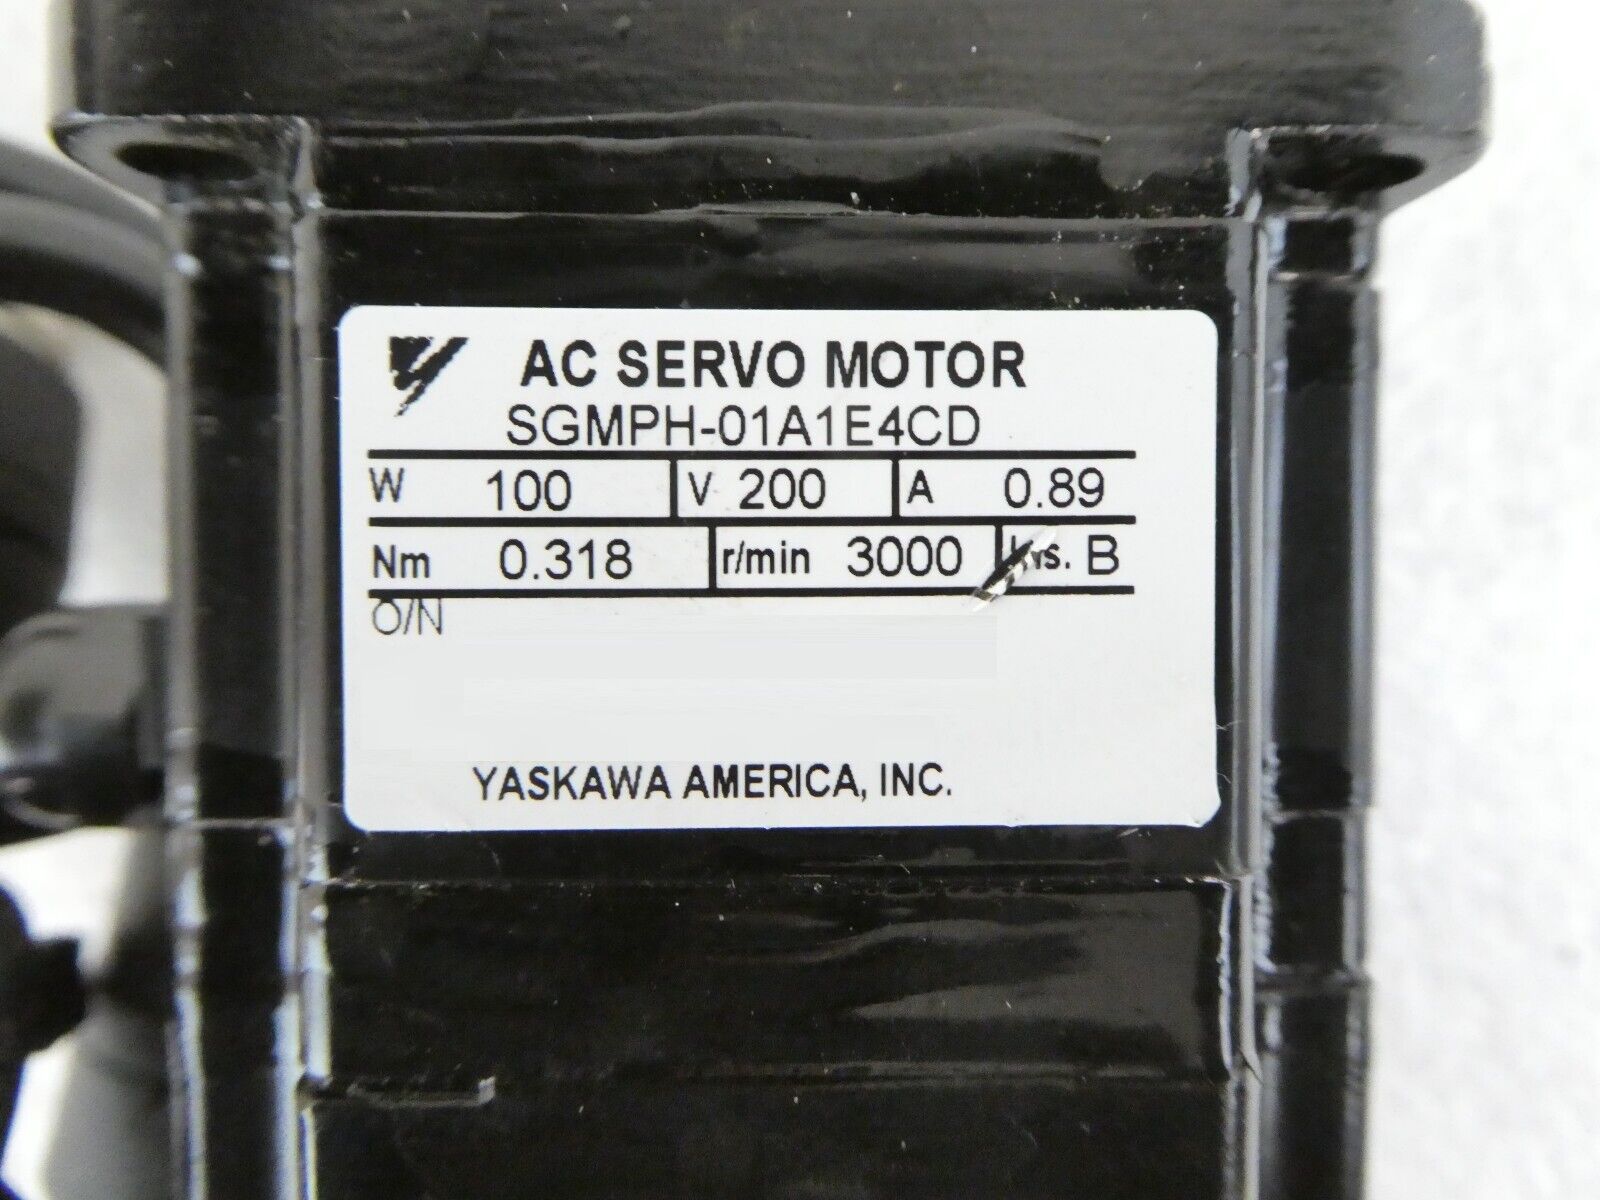 AC SERVO MOTOR
SGMPH-01A1E4CD
W 100 V 200 A 0.89
Nm 0.318 r/min 3000 B
O/N
YASKAWA AMERICA, INC.